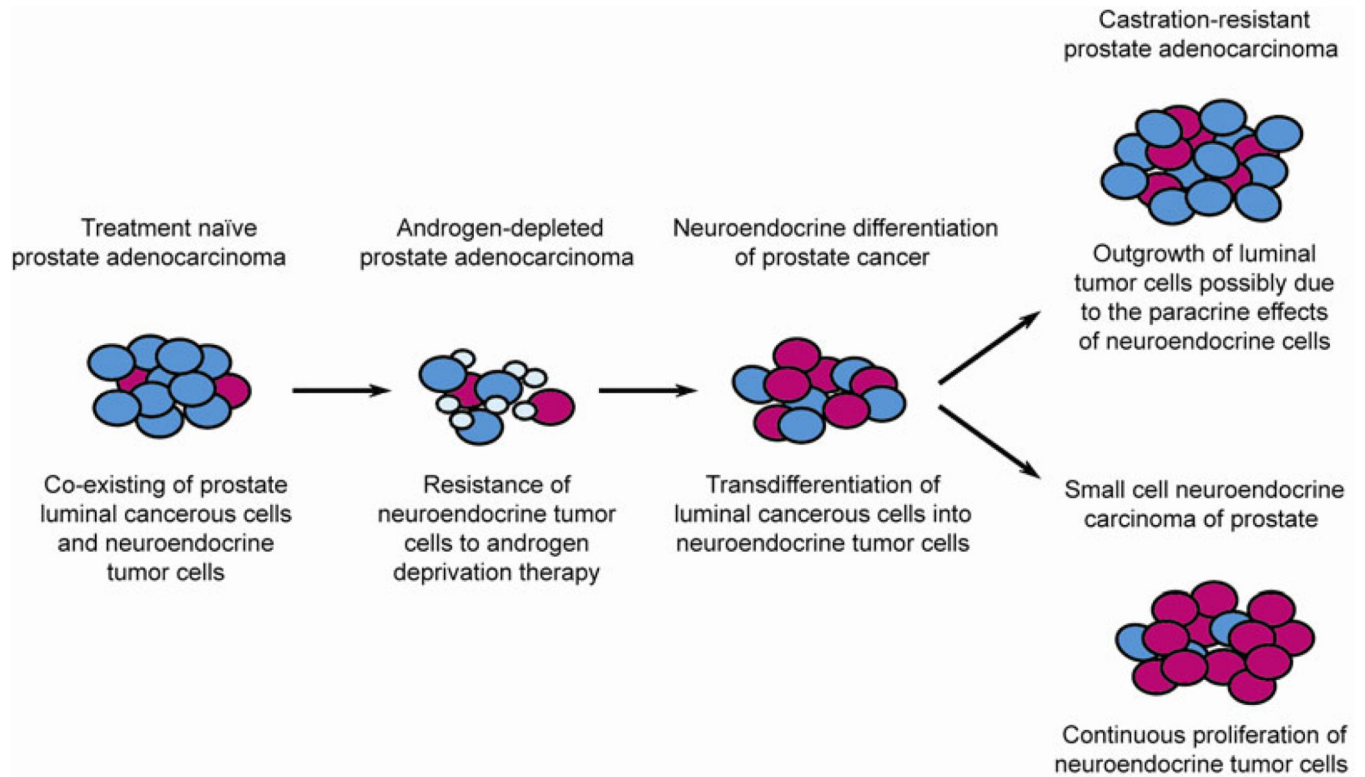 Treatment naïve
prostate adenocarcinoma
Co-existing of prostate
luminal cancerous cells
and neuroendocrine
tumor cells
Androgen-depleted
prostate adenocarcinoma
Resistance of
neuroendocrine tumor
cells to androgen
deprivation therapy
Neuroendocrine differentiation
of prostate cancer
Transdifferentiation of
luminal cancerous cells into
neuroendocrine tumor cells
Castration-resistant
prostate adenocarcinoma
Outgrowth of luminal
tumor cells possibly due
to the paracrine effects
of neuroendocrine cells
Small cell neuroendocrine
carcinoma of prostate
Continuous proliferation of
neuroendocrine tumor cells